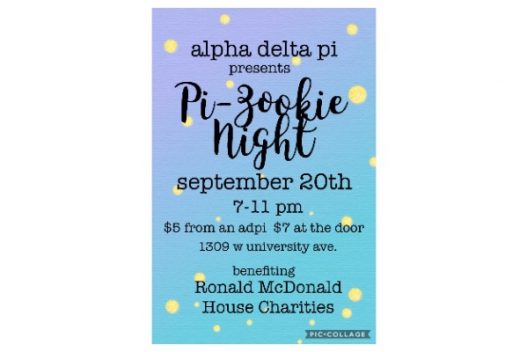 alpha delta pi
presents
Pi-Zookie
Night
september 20th
7-11 pm
$5 from an adpi $7 at the door
1309 w university ave.
benefiting
Ronald McDonald
House Charities
PIC•COLLAGE